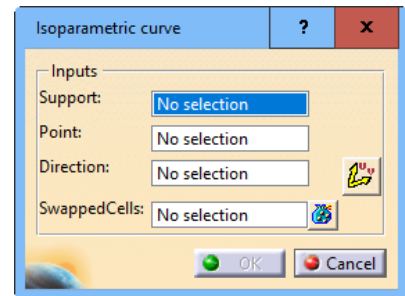 Isoparametric curve ? x
Inputs
Support: No selection
Point: No selection
Direction: No selection
SwappedCells: No selection
OK Cancel